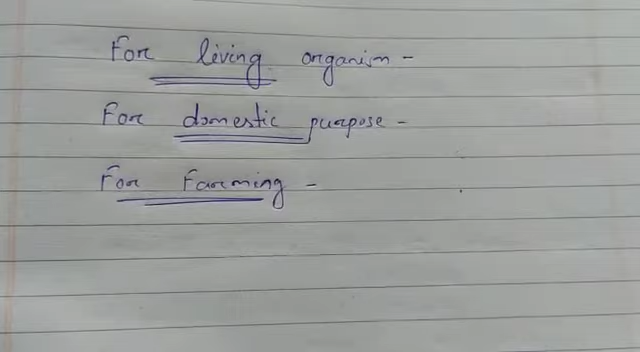 For living organism -
For domestic purpose -
For Farming -